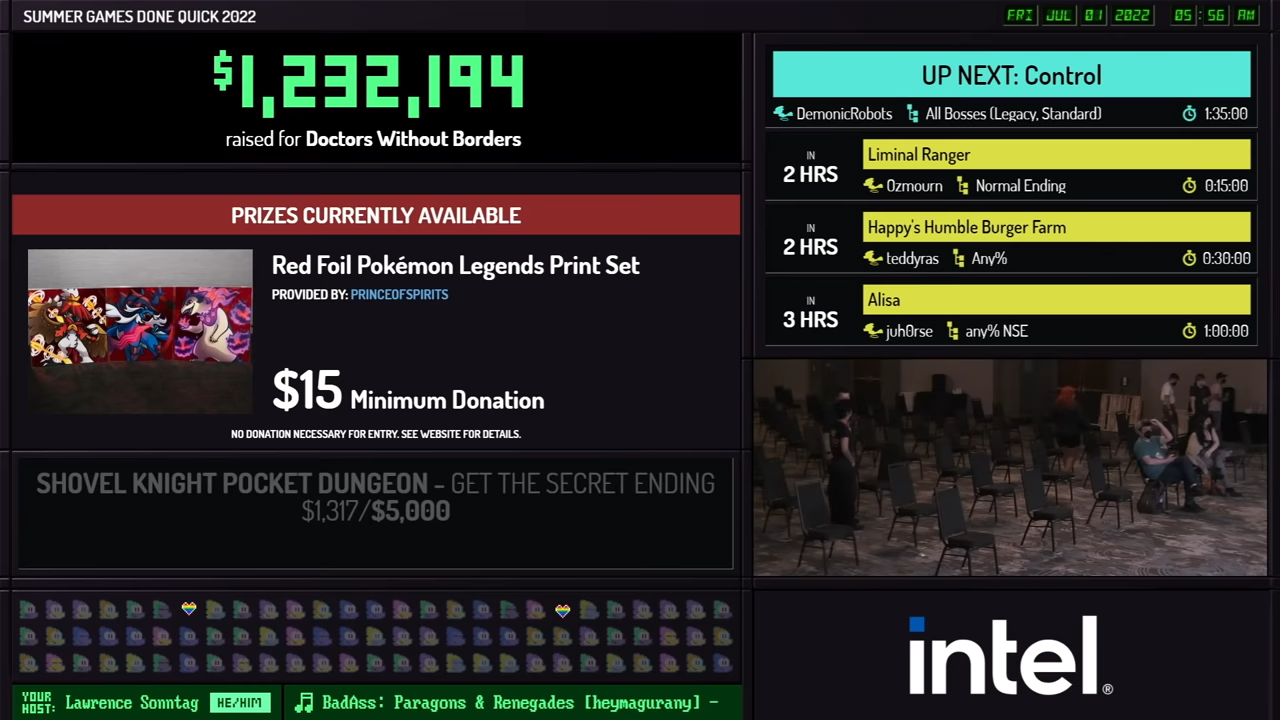 SUMMER GAMES DONE QUICK 2022
FRI JUL 01 2022 05:56 AM
$1,232,194
raised for Doctors Without Borders
PRIZES CURRENTLY AVAILABLE
Red Foil Pokémon Legends Print Set
PROVIDED BY: PRINCEOFSPIRITS
$15 Minimum Donation
NO DONATION NECESSARY FOR ENTRY. SEE WEBSITE FOR DETAILS.
SHOVEL KNIGHT POCKET DUNGEON - GET THE SECRET ENDING
$1,317/$5,000
YOUR HOST: Lawrence Sonntag HE/HIM
BadAss: Paragons & Renegades [heymagurany] -
UP NEXT: Control
DemonicRobots All Bosses (Legacy, Standard) 1:35:00
IN 2 HRS
Liminal Ranger
Ozmourn Normal Ending 0:15:00
IN 2 HRS
Happy's Humble Burger Farm
teddyras Any% 0:30:00
IN 3 HRS
Alisa
juh0rse any% NSE 1:00:00
intel®